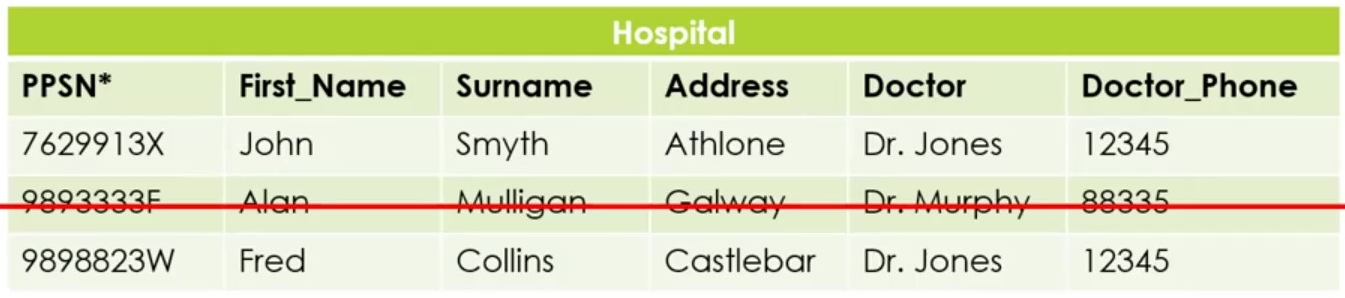 Hospital
PPSN* First_Name Surname Address Doctor Doctor_Phone
7629913X John Smyth Athlone Dr. Jones 12345
9893333F Alan Mulligan Galway Dr. Murphy 88335
9898823W Fred Collins Castlebar Dr. Jones 12345